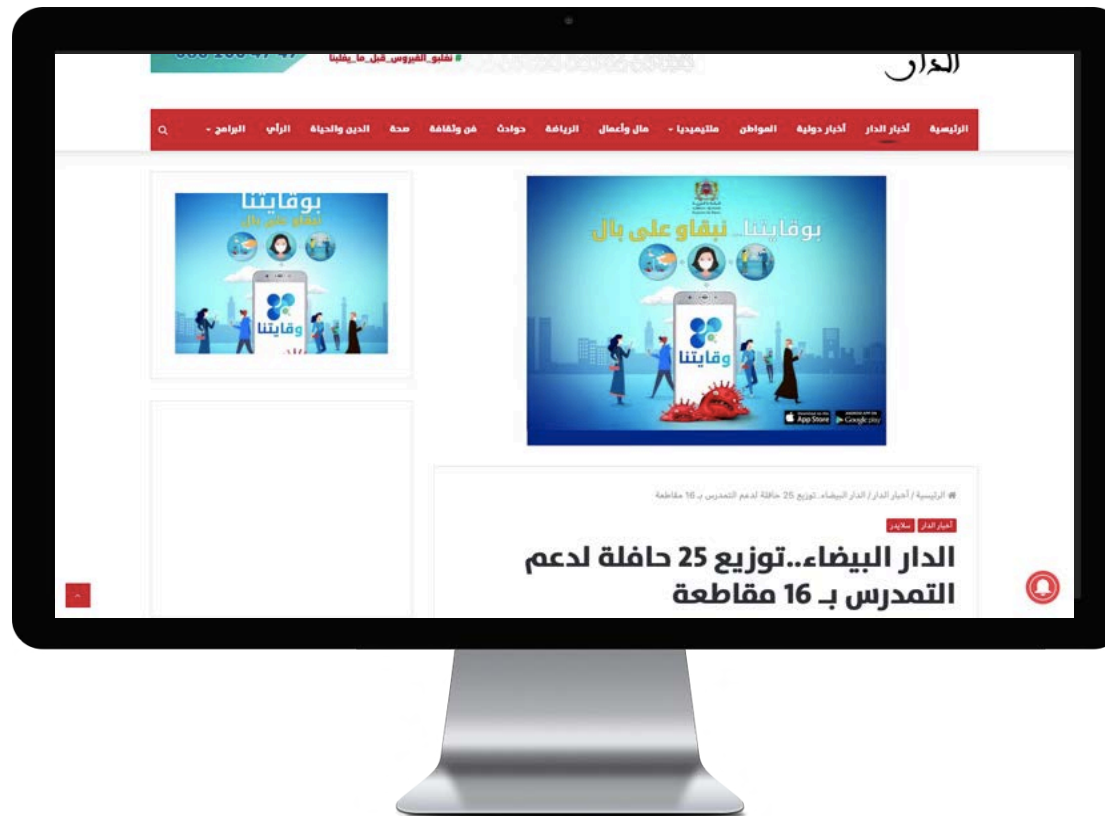 الدار
# نغلبو_الفيروس_قبل_ما_يغلبنا
الرئيسية أخبار الدار أخبار دولية المواطن ملتيميديا مال وأعمال الرياضة حوادث فن وثقافة صحة الدين والحياة الرأي البرامج
بوقايتنا.. نبقاو على بال
وقايتنا
App Store
Google play
بوقايتنا
نبقاو على بال
وقايتنا
الرئيسية / أخبار الدار / الدار البيضاء..توزيع 25 حافلة لدعم التمدرس بـ 16 مقاطعة
أخبار الدار سلايدر
الدار البيضاء..توزيع 25 حافلة لدعم
التمدرس بـ 16 مقاطعة